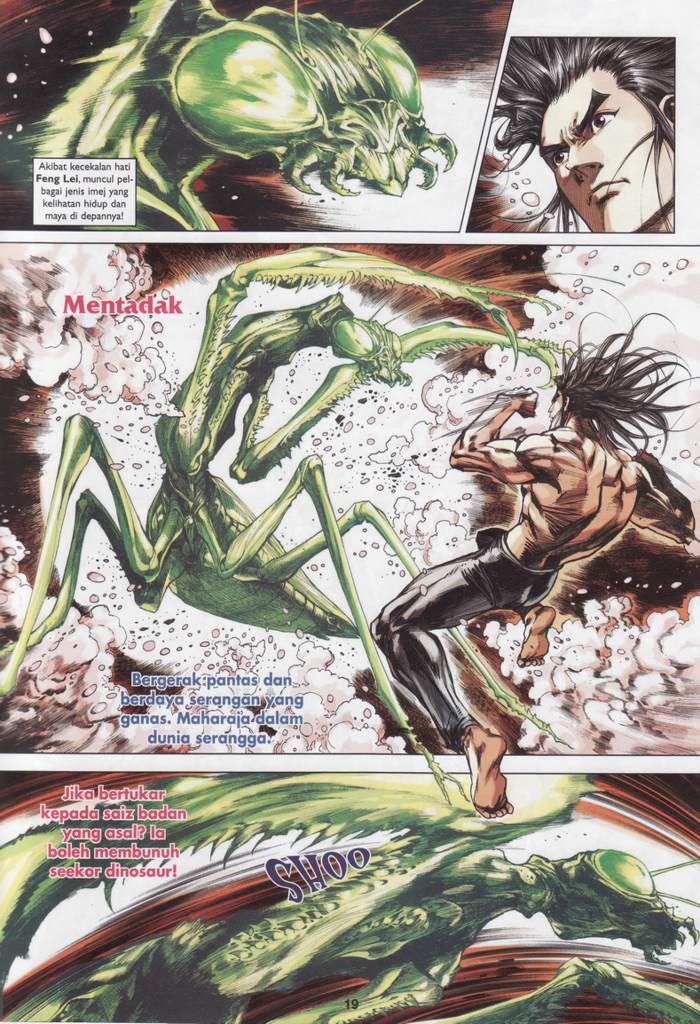 Akibat kecekalan hati
Feng Lei, muncul pel-
bagai jenis imej yang
kelihatan hidup dan
maya di depannya!
Mentadak
Bergerak pantas dan
berdaya serangan yang
ganas. Maharaja dalam
dunia serangga.
Jika bertukar
kepada saiz badan
yang asal? Ia
boleh membunuh
seekor dinosaur!
SHOO
19